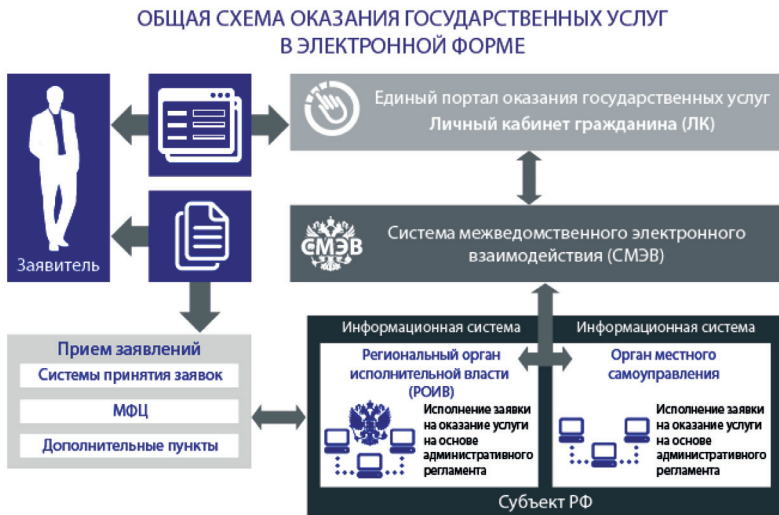 ОБЩАЯ СХЕМА ОКАЗАНИЯ ГОСУДАРСТВЕННЫХ УСЛУГ
В ЭЛЕКТРОННОЙ ФОРМЕ
Заявитель
Единый портал оказания государственных услуг
Личный кабинет гражданина (ЛК)
СМЭВ
Система межведомственного электронного
взаимодействия (СМЭВ)
Прием заявлений
Системы принятия заявок
МФЦ
Дополнительные пункты
Информационная система
Региональный орган
исполнительной власти
(РОИВ)
Исполнение заявки
на оказание услуги
на основе
административного
регламента
Информационная система
Орган местного
самоуправления
Исполнение заявки
на оказание услуги
на основе
административного
регламента
Субъект РФ